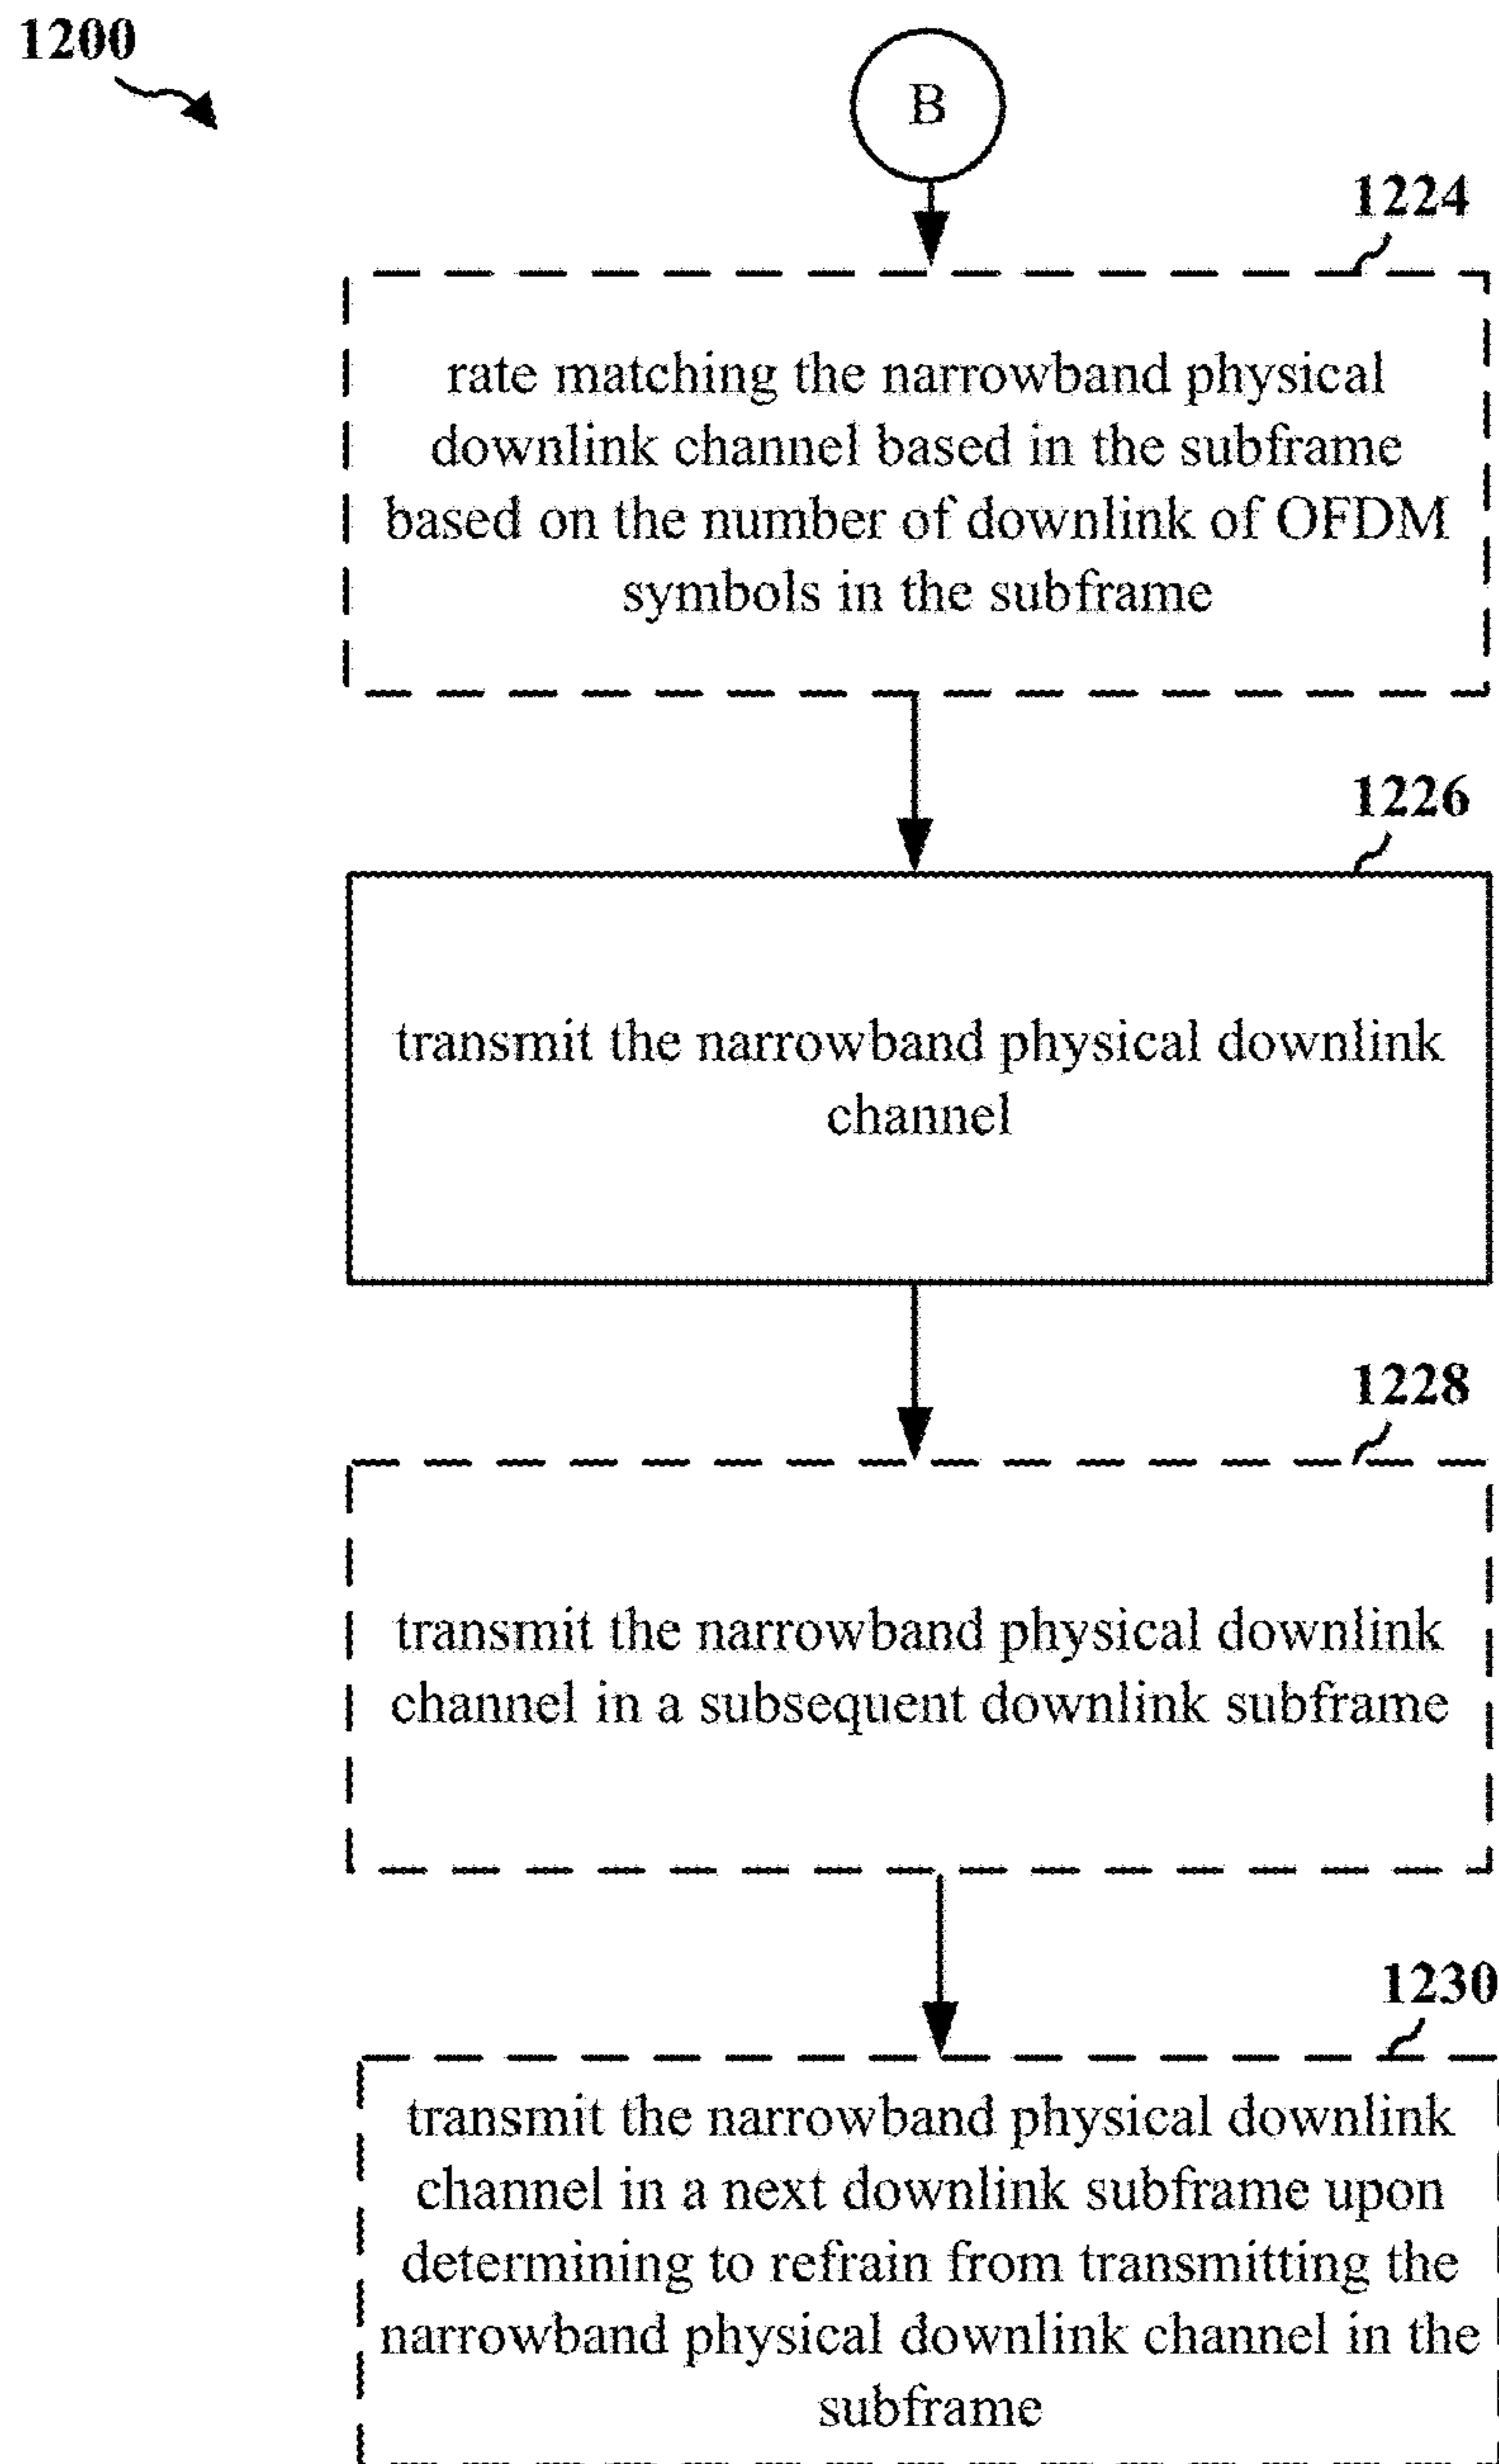 1200
B
1224
rate matching the narrowband physical
downlink channel based in the subframe
based on the number of downlink of OFDM
symbols in the subframe
1226
transmit the narrowband physical downlink
channel
1228
transmit the narrowband physical downlink
channel in a subsequent downlink subframe
1230
transmit the narrowband physical downlink
channel in a next downlink subframe upon
determining to refrain from transmitting the
narrowband physical downlink channel in the
subframe